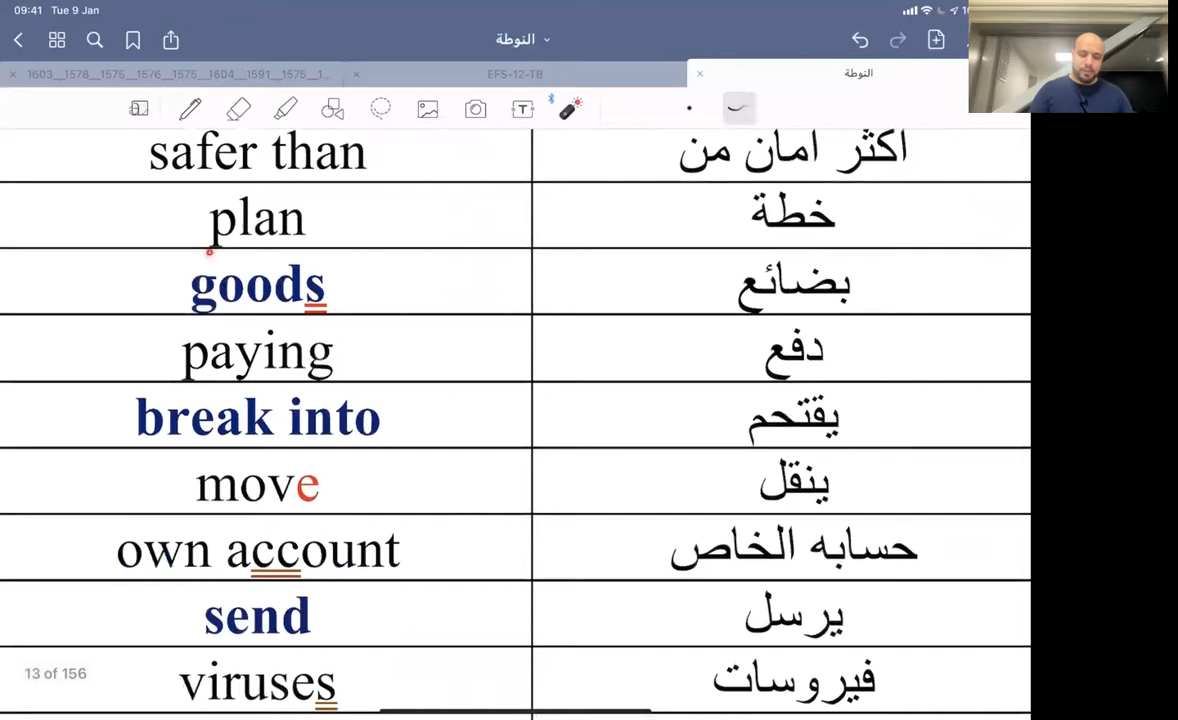 09:41 Tue 9 Jan
النوطة
1603__1578__1575__1576__1575__1604__1591__1575__1... EFS-12-TB النوطة
safer than اكثر امان من
plan خطة
goods بضائع
paying دفع
break into يقتحم
move ينقل
own account حسابه الخاص
send يرسل
13 of 156
viruses فيروسات